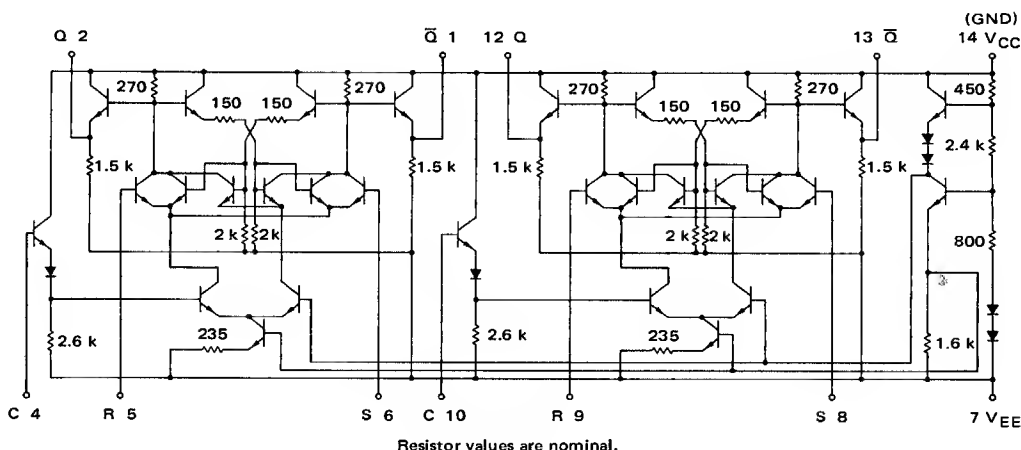 (GND)
Q 2
Q̅ 1
12 Q
13 Q̅
14 VCC
270
150
150
270
270
150
150
270
450
2.4 k
1.5 k
1.5 k
1.5 k
1.5 k
2 k
2 k
2 k
2 k
800
2.6 k
235
2.6 k
235
1.6 k
C 4
R 5
S 6
C 10
R 9
S 8
7 VEE
Resistor values are nominal.